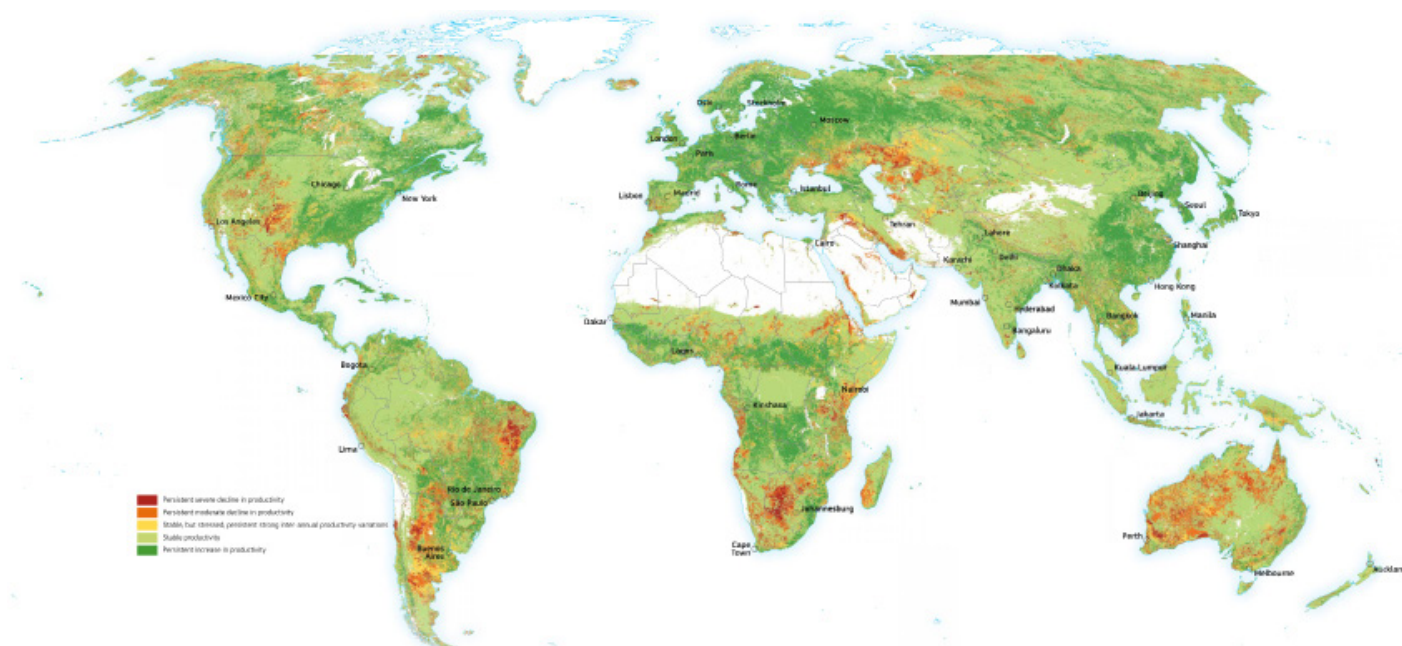 Oslo
Stockholm
Moscow
London
Berlin
Paris
Chicago
New York
Lisbon
Madrid
Rome
Istanbul
Beijing
Seoul
Tokyo
Los Angeles
Tehran
Lahore
Cairo
Shanghai
Karachi
Delhi
Dhaka
Kolkata
Hong Kong
Mexico City
Mumbai
Hyderabad
Dakar
Bangkok
Manila
Bangaluru
Lagos
Bogota
Kuala-Lumper
Nairobi
Kinshasa
Jakarta
Lima
Rio de Janeiro
São Paulo
Johannesburg
Persistent severe decline in productivity
Persistent moderate decline in productivity
Stable, but stressed, persistent strong inter annual productivity variations
Stable productivity
Persistent increase in productivity
Perth
Cape
Town
Buenos
Aires
Melbourne
Aucklan